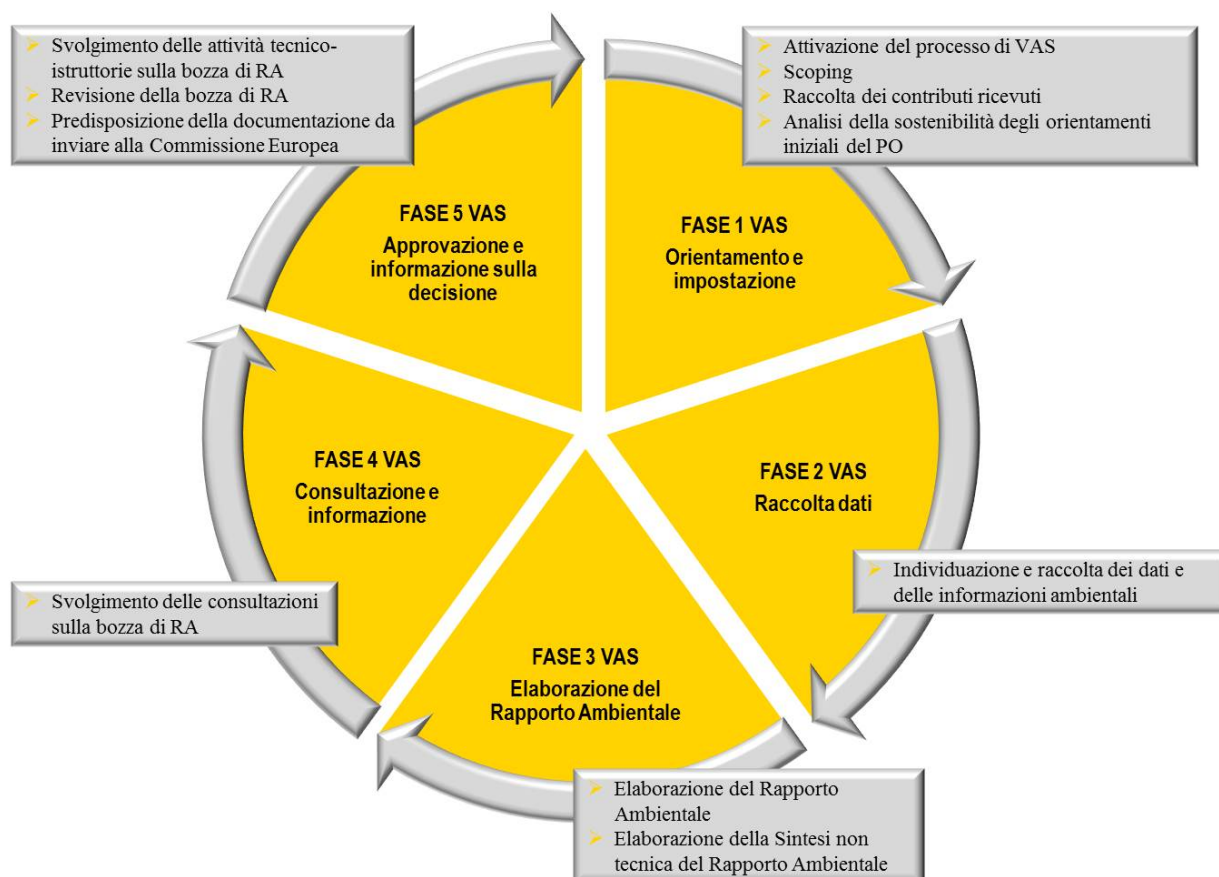 Attivazione del processo di VAS
Scoping
Raccolta dei contributi ricevuti
Analisi della sostenibilità degli orientamenti
iniziali del PO
FASE 1 VAS
Orientamento e
impostazione
FASE 2 VAS
Raccolta dati
Individuazione e raccolta dei dati e
delle informazioni ambientali
FASE 3 VAS
Elaborazione del
Rapporto Ambientale
Elaborazione del Rapporto
Ambientale
Elaborazione della Sintesi non
tecnica del Rapporto Ambientale
FASE 4 VAS
Consultazione e
informazione
Svolgimento delle consultazioni
sulla bozza di RA
FASE 5 VAS
Approvazione e
informazione sulla
decisione
Svolgimento delle attività tecnico-
istruttorie sulla bozza di RA
Revisione della bozza di RA
Predisposizione della documentazione da
inviare alla Commissione Europea